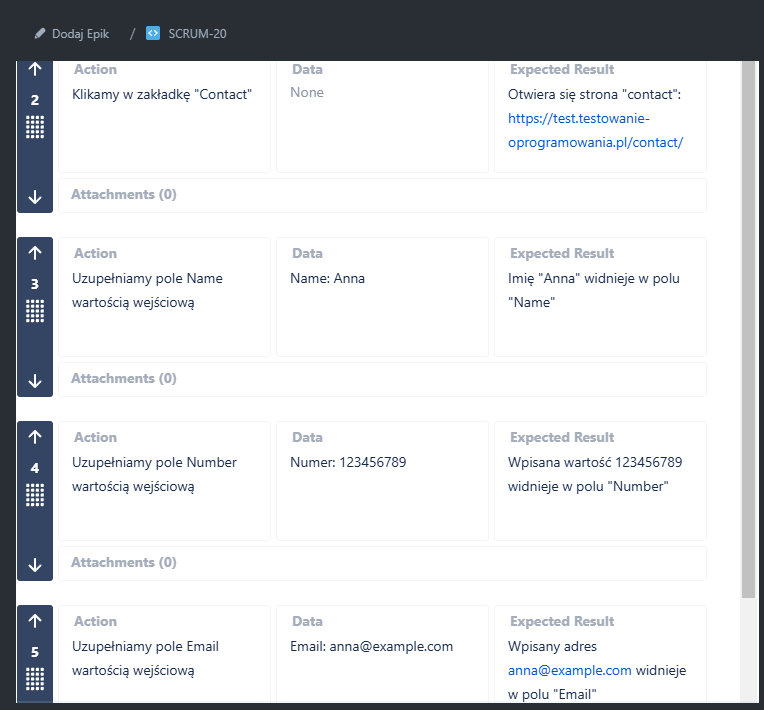 Dodaj Epik / SCRUM-20
Action Data Expected Result
2
Klikamy w zakładkę "Contact" None Otwiera się strona "contact":
https://test.testowanie-
oprogramowania.pl/contact/
Attachments (0)
Action Data Expected Result
3
Uzupełniamy pole Name Name: Anna Imię "Anna" widnieje w polu
wartością wejściową "Name"
Attachments (0)
Action Data Expected Result
4
Uzupełniamy pole Number Numer: 123456789 Wpisana wartość 123456789
wartością wejściową widnieje w polu "Number"
Attachments (0)
Action Data Expected Result
5
Uzupełniamy pole Email Email: anna@example.com Wpisany adres
wartością wejściową anna@example.com widnieje
w polu "Email"